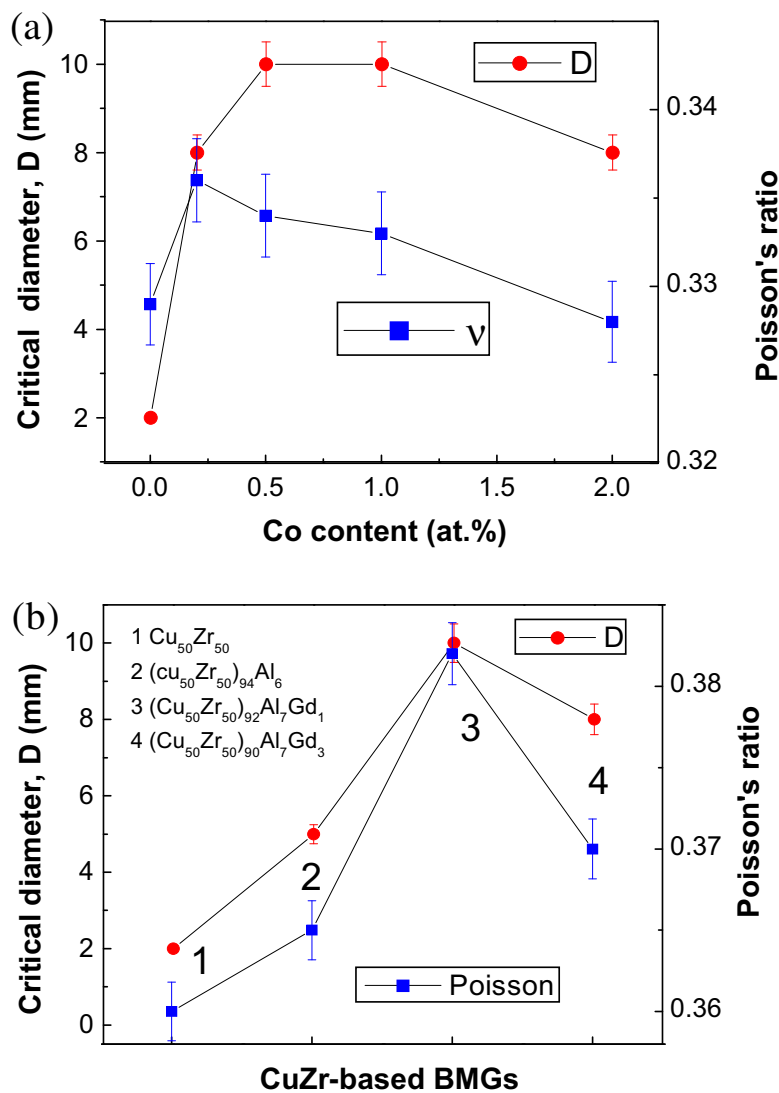 (a)
D
ν
Critical diameter, D (mm)
10
8
6
4
2
0.34
0.33
0.32
Poisson's ratio
0.0
0.5
1.0
1.5
2.0
Co content (at.%)
(b)
1 Cu50Zr50
2 (cu50Zr50)94Al6
3 (Cu50Zr50)92Al7Gd1
4 (Cu50Zr50)90Al7Gd3
D
Poisson
1
2
3
4
Critical diameter, D (mm)
10
8
6
4
2
0
0.38
0.37
0.36
Poisson's ratio
CuZr-based BMGs